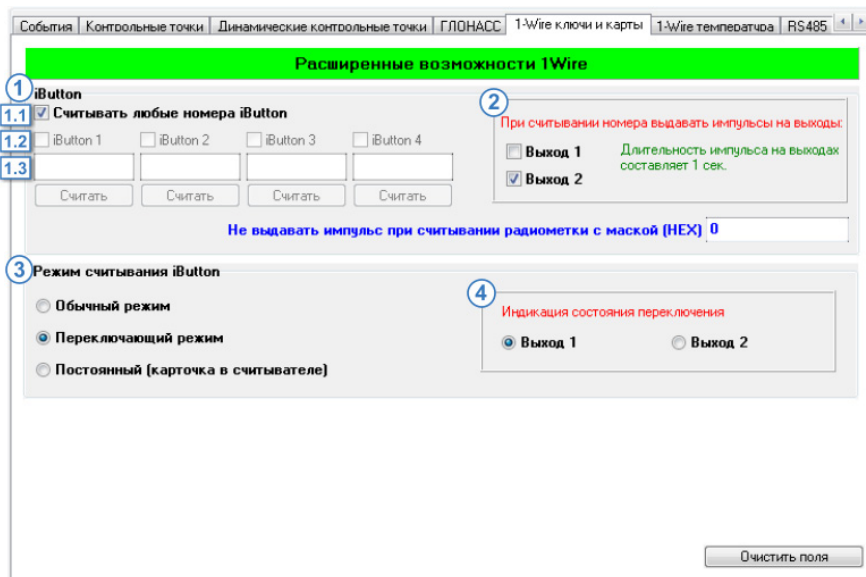 События Контрольные точки Динамические контрольные точки ГЛОНАСС 1-Wire ключи и карты 1-Wire температура RS485
Расширенные возможности 1Wire
1
iButton
1.1 Считывать любые номера iButton
1.2 iButton 1 iButton 2 iButton 3 iButton 4
1.3
Считать Считать Считать Считать
2
При считывании номера выдавать импульсы на выходы:
Выход 1
Выход 2
Длительность импульса на выходах
составляет 1 сек.
Не выдавать импульс при считывании радиометки с маской (HEX) 0
3 Режим считывания iButton
Обычный режим
Переключающий режим
Постоянный (карточка в считывателе)
4
Индикация состояния переключения
Выход 1 Выход 2
Очистить поля